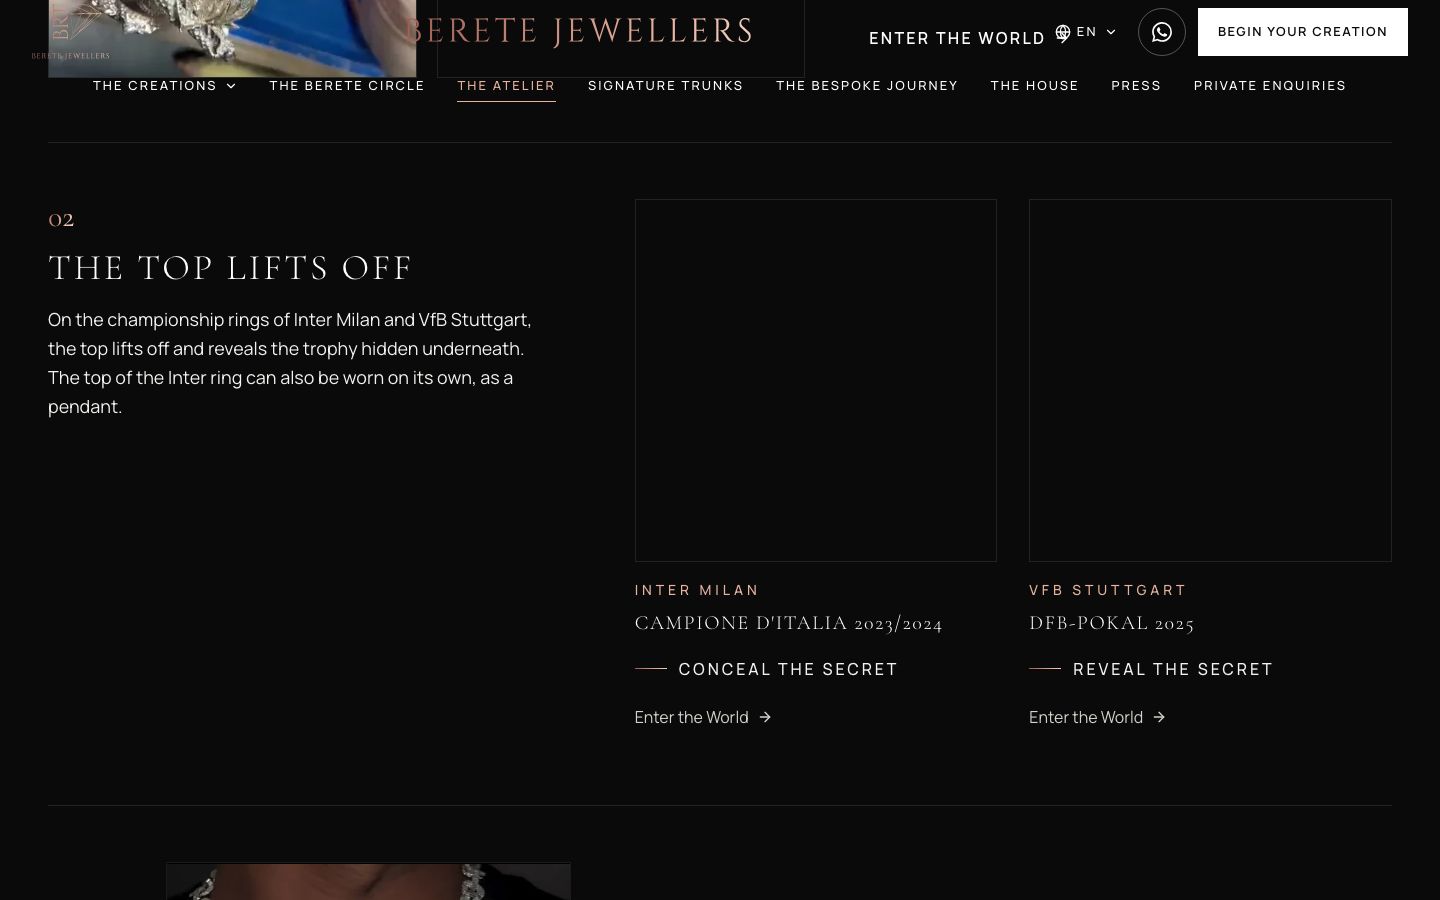 BERETE JEWELLERS
BERETE JEWELLERS
ENTER THE WORLD
EN
BEGIN YOUR CREATION
THE CREATIONS
THE BERETE CIRCLE
THE ATELIER
SIGNATURE TRUNKS
THE BESPOKE JOURNEY
THE HOUSE
PRESS
PRIVATE ENQUIRIES
02
THE TOP LIFTS OFF
On the championship rings of Inter Milan and VfB Stuttgart,
the top lifts off and reveals the trophy hidden underneath.
The top of the Inter ring can also be worn on its own, as a
pendant.
INTER MILAN
CAMPIONE D'ITALIA 2023/2024
CONCEAL THE SECRET
Enter the World
VFB STUTTGART
DFB-POKAL 2025
REVEAL THE SECRET
Enter the World